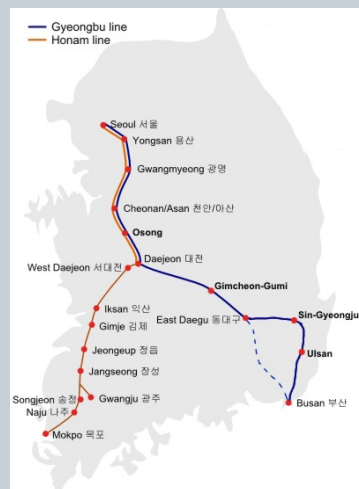 Gyeongbu line
Honam line
Seoul 서울
Yongsan 용산
Gwangmyeong 광명
Cheonan/Asan 천안/아산
Osong
Daejeon 대전
West Daejeon 서대전
Gimcheon-Gumi
Iksan 익산
East Daegu 동대구
Sin-Gyeongju
Gimje 김제
Jeongeup 정읍
Ulsan
Jangseong 장성
Songjeon 송정
Gwangju 광주
Busan 부산
Naju 나주
Mokpo 목포